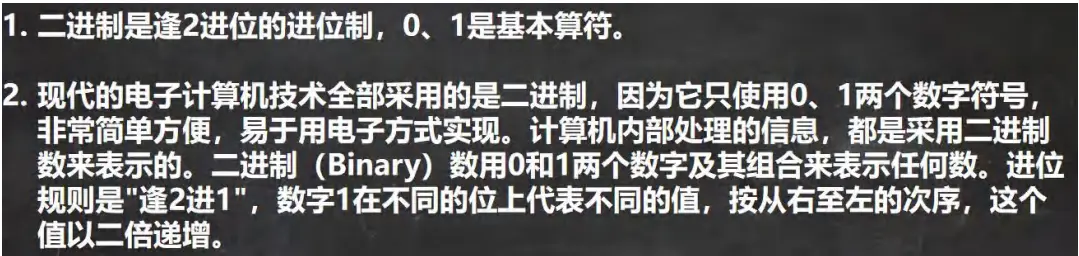 1. 二进制是逢2进位的进位制，0、1是基本算符。
2. 现代的电子计算机技术全部采用的是二进制，因为它只使用0、1两个数字符号，
非常简单方便，易于用电子方式实现。计算机内部处理的信息，都是采用二进制
数来表示的。二进制（Binary）数用0和1两个数字及其组合来表示任何数。进位
规则是"逢2进1"，数字1在不同的位上代表不同的值，按从右至左的次序，这个
值以二倍递增。